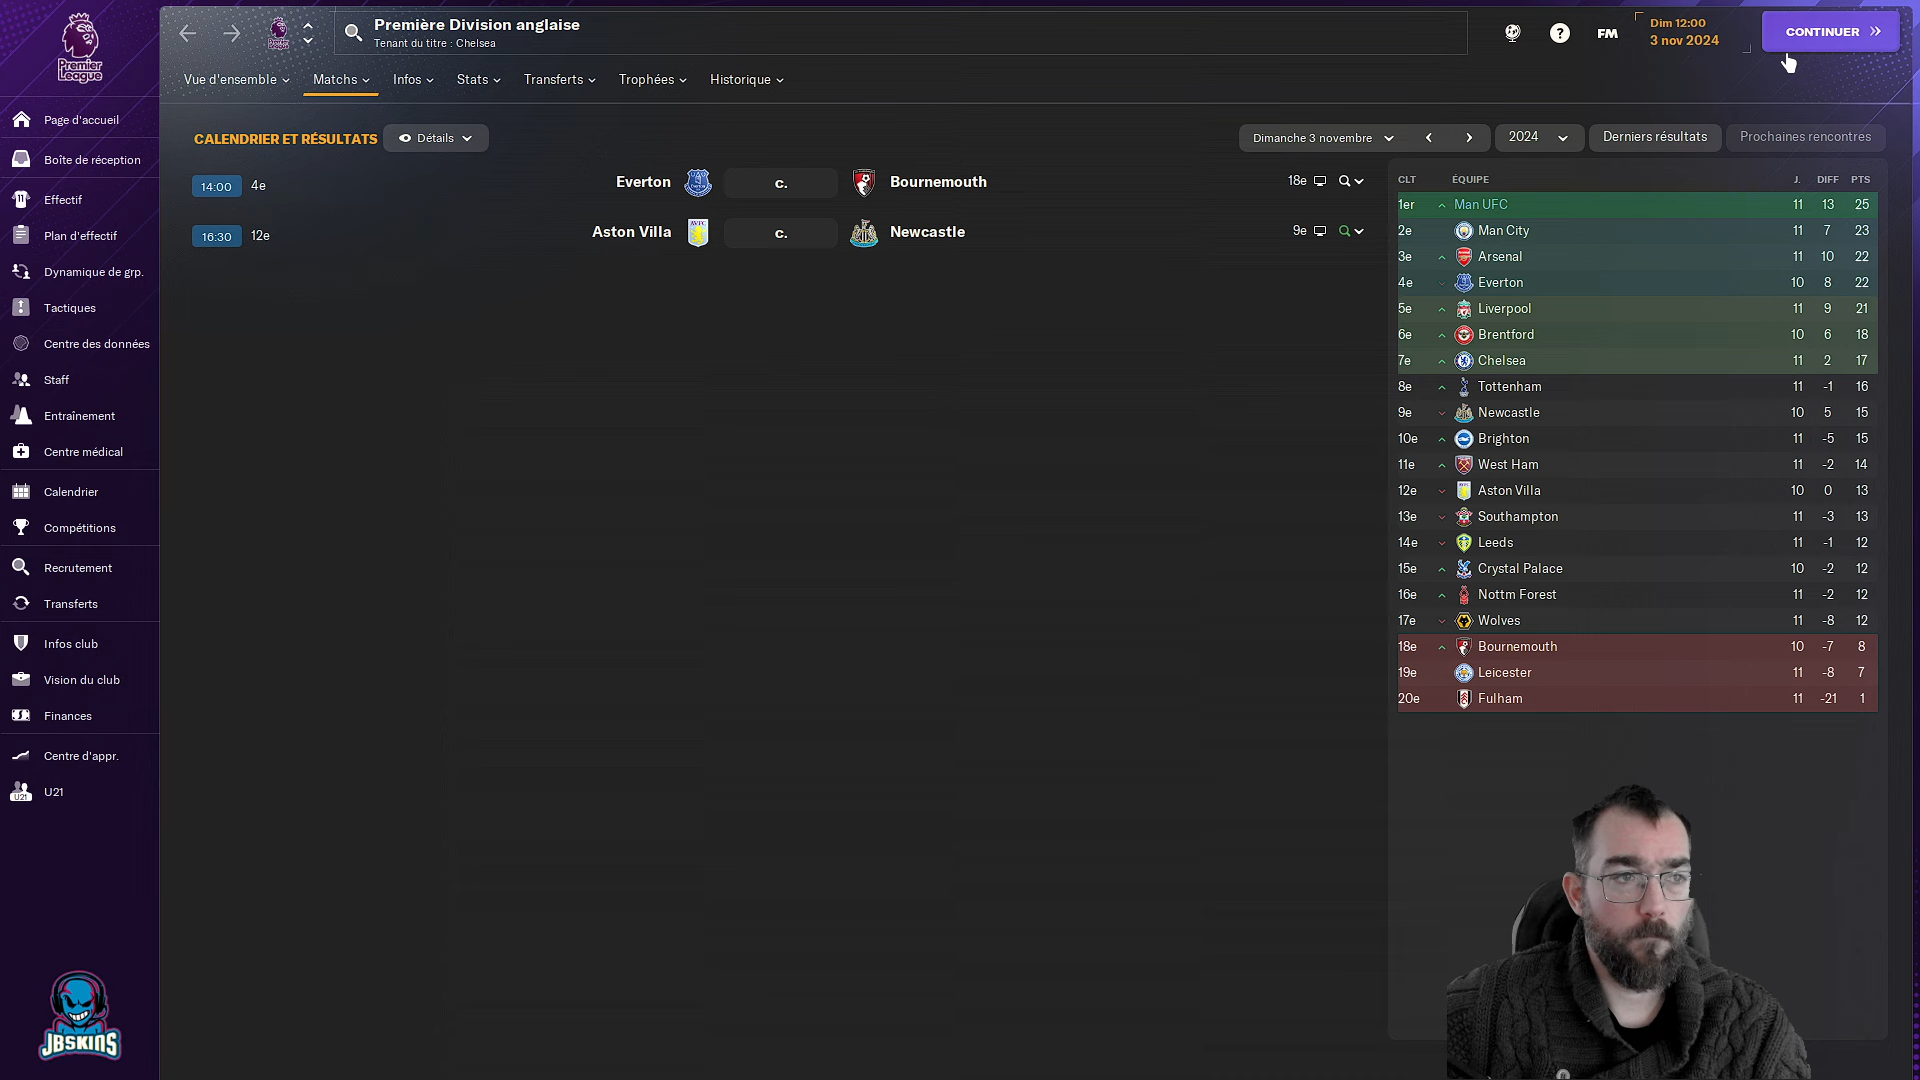 Premier League
Première Division anglaise
Tenant du titre : Chelsea
FM
Dim 12:00
3 nov 2024
CONTINUER
Vue d'ensemble
Matchs
Infos
Stats
Transferts
Trophées
Historique
Page d'accueil
Boîte de réception
Effectif
Plan d'effectif
Dynamique de grp.
Tactiques
Centre des données
Staff
Entraînement
Centre médical
Calendrier
Compétitions
Recrutement
Transferts
Infos club
Vision du club
Finances
Centre d'appr.
U21
U21
JBSKINS
CALENDRIER ET RÉSULTATS
Détails
Dimanche 3 novembre
2024
Derniers résultats
Prochaines rencontres
14:00 4e Everton c. Bournemouth 18e
16:30 12e Aston Villa c. Newcastle 9e
CLT ÉQUIPE J. DIFF PTS
1er Man UFC 11 13 25
2e Man City 11 7 23
3e Arsenal 11 10 22
4e Everton 10 8 22
5e Liverpool 11 9 21
6e Brentford 10 6 18
7e Chelsea 11 2 17
8e Tottenham 11 -1 16
9e Newcastle 10 5 15
10e Brighton 11 -5 15
11e West Ham 11 -2 14
12e Aston Villa 10 0 13
13e Southampton 11 -3 13
14e Leeds 11 -1 12
15e Crystal Palace 10 -2 12
16e Nottm Forest 11 -2 12
17e Wolves 11 -8 12
18e Bournemouth 10 -7 8
19e Leicester 11 -8 7
20e Fulham 11 -21 1